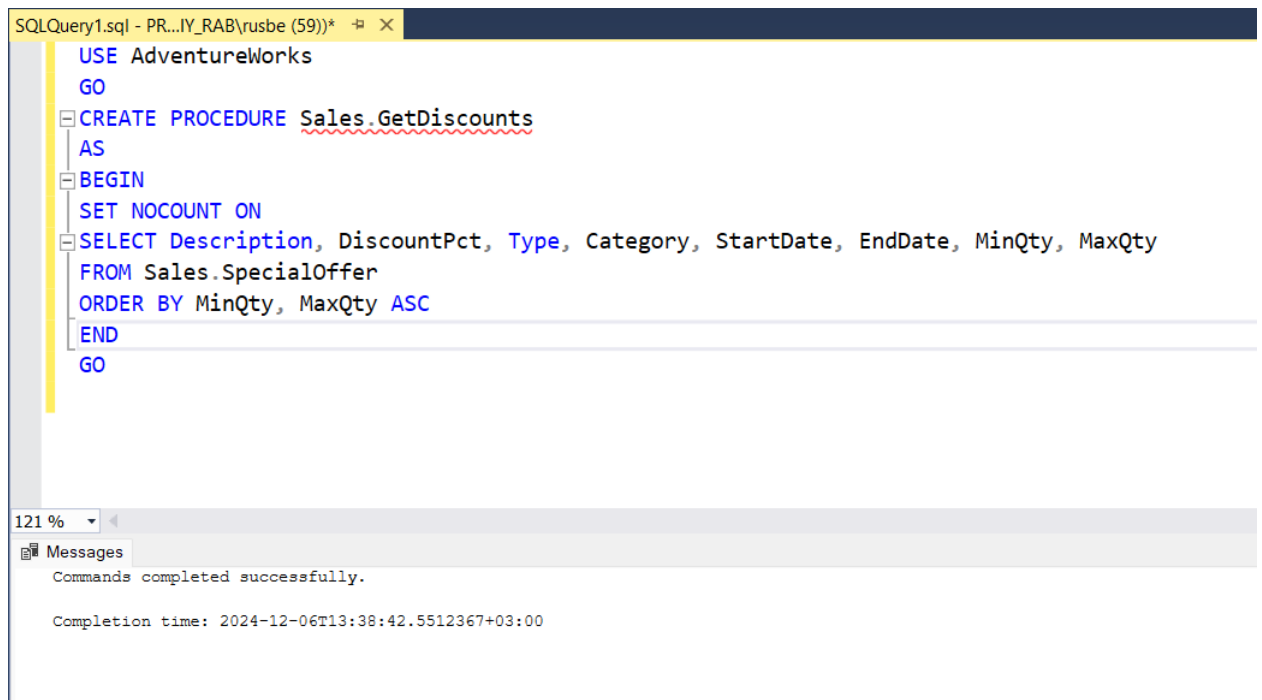 SQLQuery1.sql - PR...IY_RAB\rusbe (59))*
USE AdventureWorks
GO
CREATE PROCEDURE Sales.GetDiscounts
AS
BEGIN
SET NOCOUNT ON
SELECT Description, DiscountPct, Type, Category, StartDate, EndDate, MinQty, MaxQty
FROM Sales.SpecialOffer
ORDER BY MinQty, MaxQty ASC
END
GO
121 %
Messages
Commands completed successfully.
Completion time: 2024-12-06T13:38:42.5512367+03:00